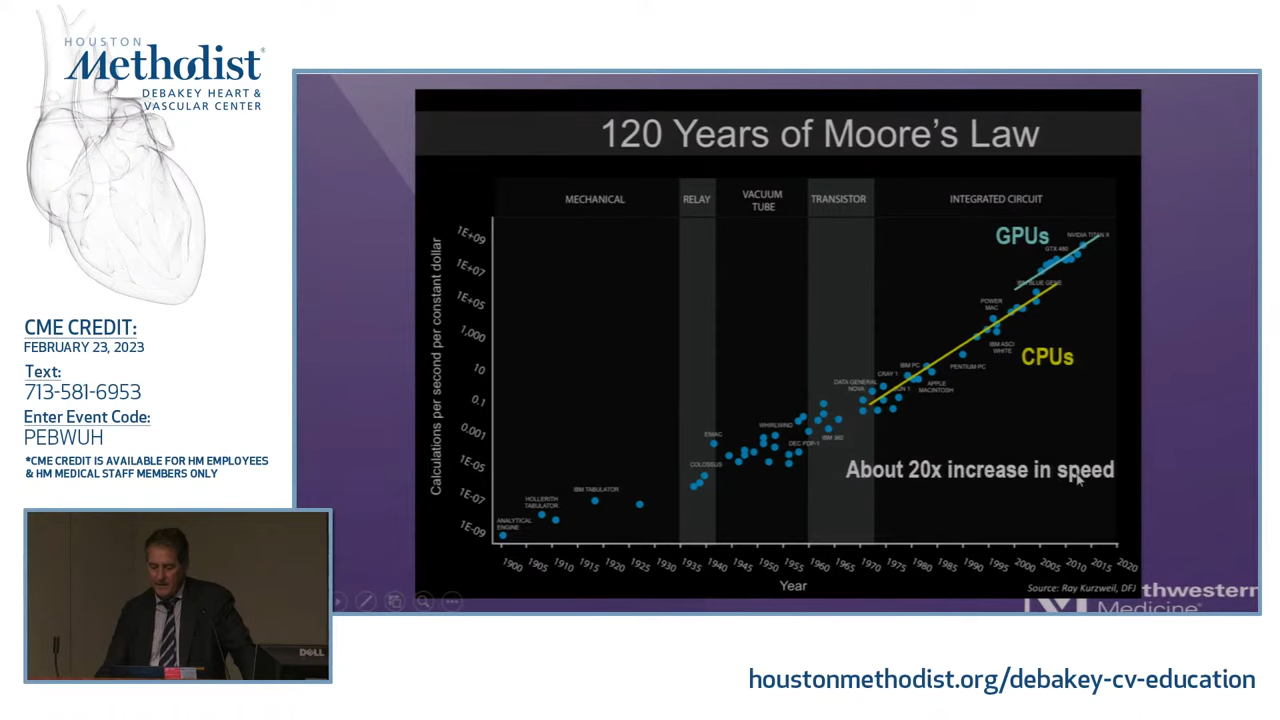 HOUSTON
Methodist®
DEBAKEY HEART &
VASCULAR CENTER
CME CREDIT:
FEBRUARY 23, 2023
Text:
713-581-6953
Enter Event Code:
PEBWUH
*CME CREDIT IS AVAILABLE FOR HM EMPLOYEES
& HM MEDICAL STAFF MEMBERS ONLY
120 Years of Moore's Law
MECHANICAL
RELAY
VACUUM
TUBE
TRANSISTOR
INTEGRATED CIRCUIT
Calculations per second per constant dollar
1E+09
1E+07
1E+05
1,000
10
0.1
0.001
1E-05
1E-07
1E-09
GPUs
NVIDIA TITAN X
GTX 480
IBM BLUE GENE
POWER
MAC
IBM ASCI
WHITE
CPUs
PENTIUM PC
IBM PC
CRAY 1
APPLE
MACINTOSH
DATA GENERAL
NOVA
SUN 1
WHIRLWIND
IBM 360
DEC PDP-1
ENIAC
COLOSSUS
IBM TABULATOR
HOLLERITH
TABULATOR
ANALYTICAL
ENGINE
About 20x increase in speed
1900
1905
1910
1915
1920
1925
1930
1935
1940
1945
1950
1955
1960
1965
1970
1975
1980
1985
1990
1995
2000
2005
2010
2015
2020
Year
Source: Ray Kurzweil, DFJ
rthwestern
Medicine®
DELL
houstonmethodist.org/debakey-cv-education